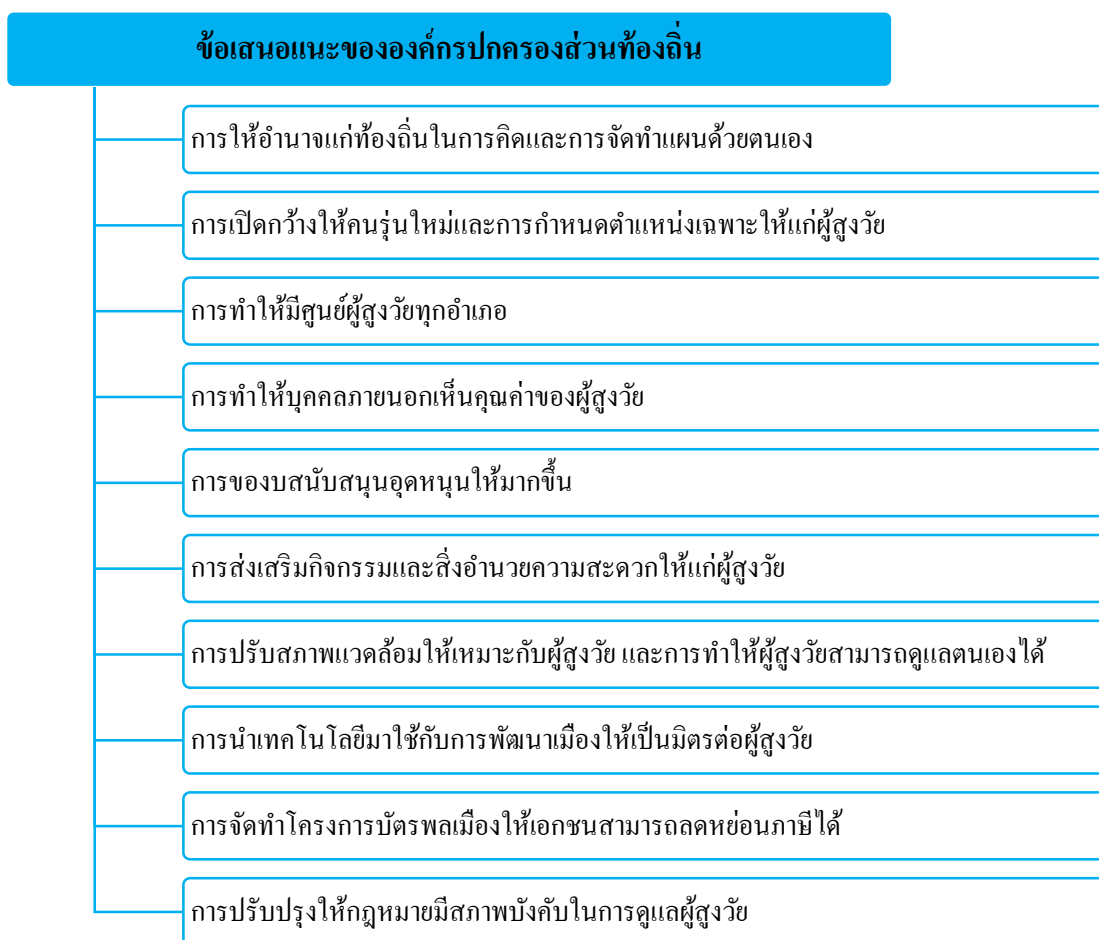 ข้อเสนอแนะขององค์กรปกครองส่วนท้องถิ่น
การให้อำนาจแก่ท้องถิ่นในการคิดและการจัดทำแผนด้วยตนเอง
การเปิดกว้างให้คนรุ่นใหม่และการกำหนดตำแหน่งเฉพาะให้แก่ผู้สูงวัย
การทำให้มีศูนย์ผู้สูงวัยทุกอำเภอ
การทำให้บุคคลภายนอกเห็นคุณค่าของผู้สูงวัย
การของบสนับสนุนอุดหนุนให้มากขึ้น
การส่งเสริมกิจกรรมและสิ่งอำนวยความสะดวกให้แก่ผู้สูงวัย
การปรับสภาพแวดล้อมให้เหมาะกับผู้สูงวัย และการทำให้ผู้สูงวัยสามารถดูแลตนเองได้
การนำเทคโนโลยีมาใช้กับการพัฒนาเมืองให้เป็นมิตรต่อผู้สูงวัย
การจัดทำโครงการบัตรพลเมืองให้เอกชนสามารถลดหย่อนภาษีได้
การปรับปรุงให้กฎหมายมีสภาพบังคับในการดูแลผู้สูงวัย